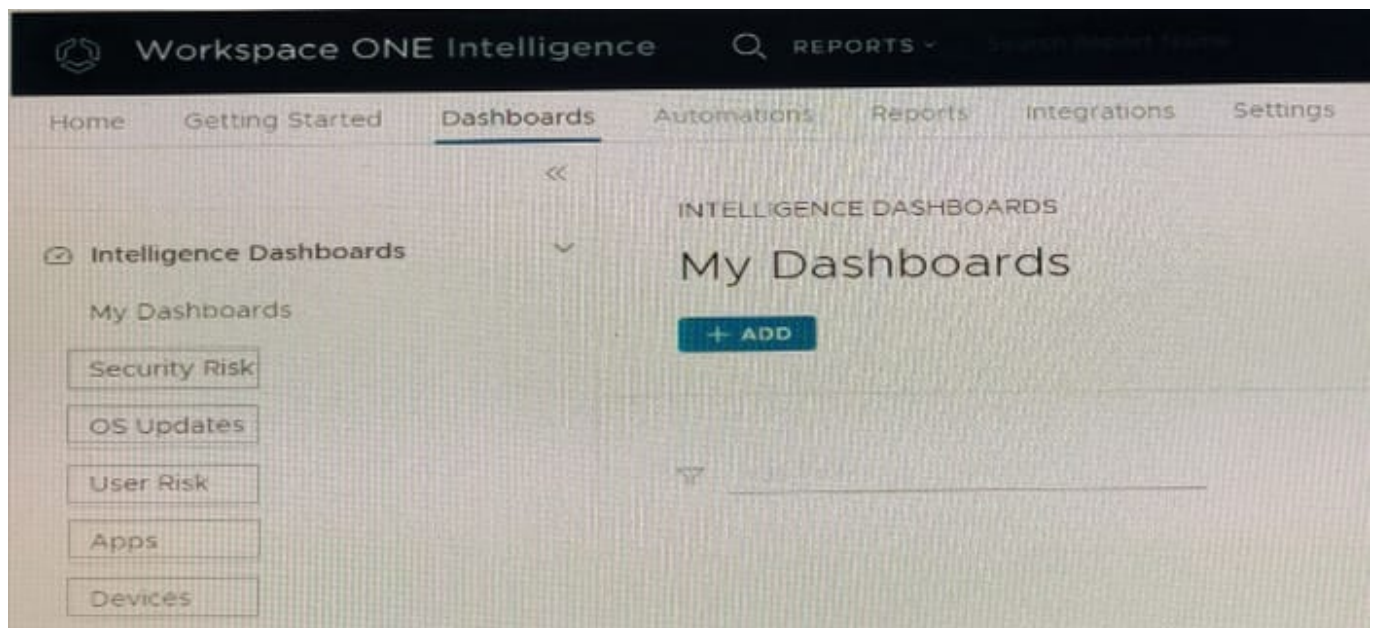 Workspace ONE Intelligence REPORTS
Home Getting Started Dashboards Automations Reports Integrations Settings
INTELLIGENCE DASHBOARDS
Intelligence Dashboards
My Dashboards
+ ADD
My Dashboards
Security Risk
OS Updates
User Risk
Apps
Devices